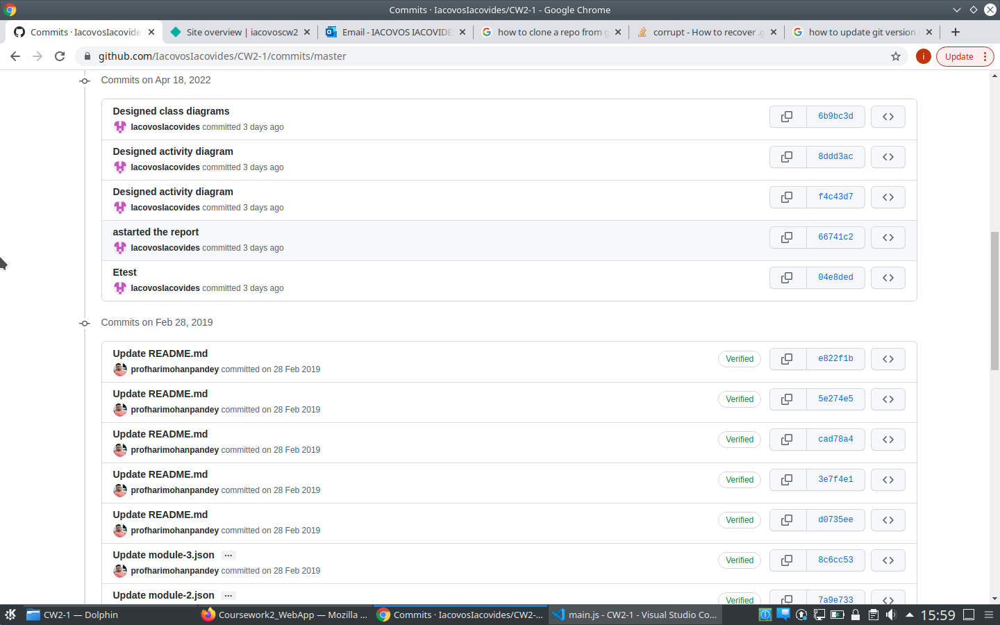 Commits · IacovosIacovides/CW2-1 - Google Chrome
Commits · IacovosIacovide
Site overview | iacovoscw2
Email - IACOVOS IACOVIDE
how to clone a repo from g
corrupt - How to recover .g
how to update git version
github.com/IacovosIacovides/CW2-1/commits/master
i
Update
Commits on Apr 18, 2022
Designed class diagrams
IacovosIacovides committed 3 days ago
6b9bc3d
Designed activity diagram
IacovosIacovides committed 3 days ago
8ddd3ac
Designed activity diagram
IacovosIacovides committed 3 days ago
f4c43d7
astarted the report
IacovosIacovides committed 3 days ago
66741c2
Etest
IacovosIacovides committed 3 days ago
04e8ded
Commits on Feb 28, 2019
Update README.md
profharimohanpandey committed on 28 Feb 2019
Verified
e822f1b
Update README.md
profharimohanpandey committed on 28 Feb 2019
Verified
5e274e5
Update README.md
profharimohanpandey committed on 28 Feb 2019
Verified
cad78a4
Update README.md
profharimohanpandey committed on 28 Feb 2019
Verified
3e7f4e1
Update README.md
profharimohanpandey committed on 28 Feb 2019
Verified
d0735ee
Update module-3.json ...
profharimohanpandey committed on 28 Feb 2019
Verified
8c6cc53
Update module-2.json ...
Verified
7a9e733
CW2-1 — Dolphin
Coursework2_WebApp — Mozilla ...
Commits · IacovosIacovides/CW2-...
main.js - CW2-1 - Visual Studio Co...
15:59